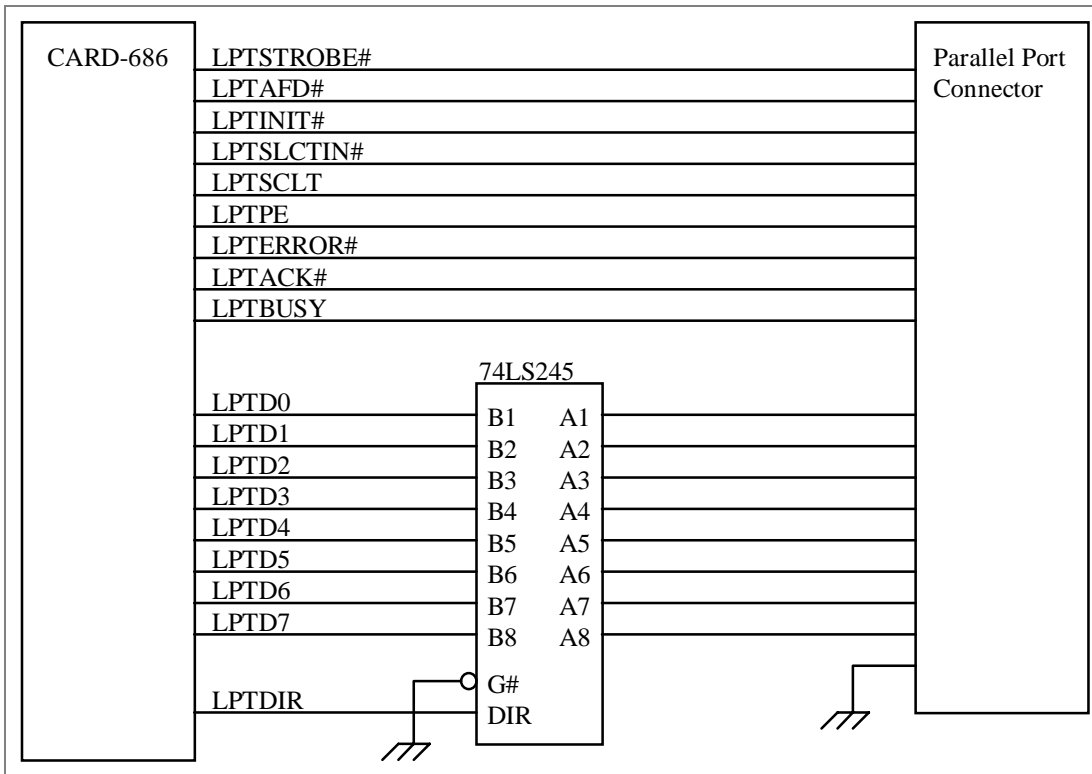 CARD-686
LPTSTROBE#
Parallel Port
Connector
LPTAFD#
LPTINIT#
LPTSLCTIN#
LPTSCLT
LPTPE
LPTERROR#
LPTACK#
LPTBUSY
74LS245
LPTD0
B1 A1
LPTD1
B2 A2
LPTD2
B3 A3
LPTD3
B4 A4
LPTD4
B5 A5
LPTD5
B6 A6
LPTD6
B7 A7
LPTD7
B8 A8
G#
LPTDIR
DIR